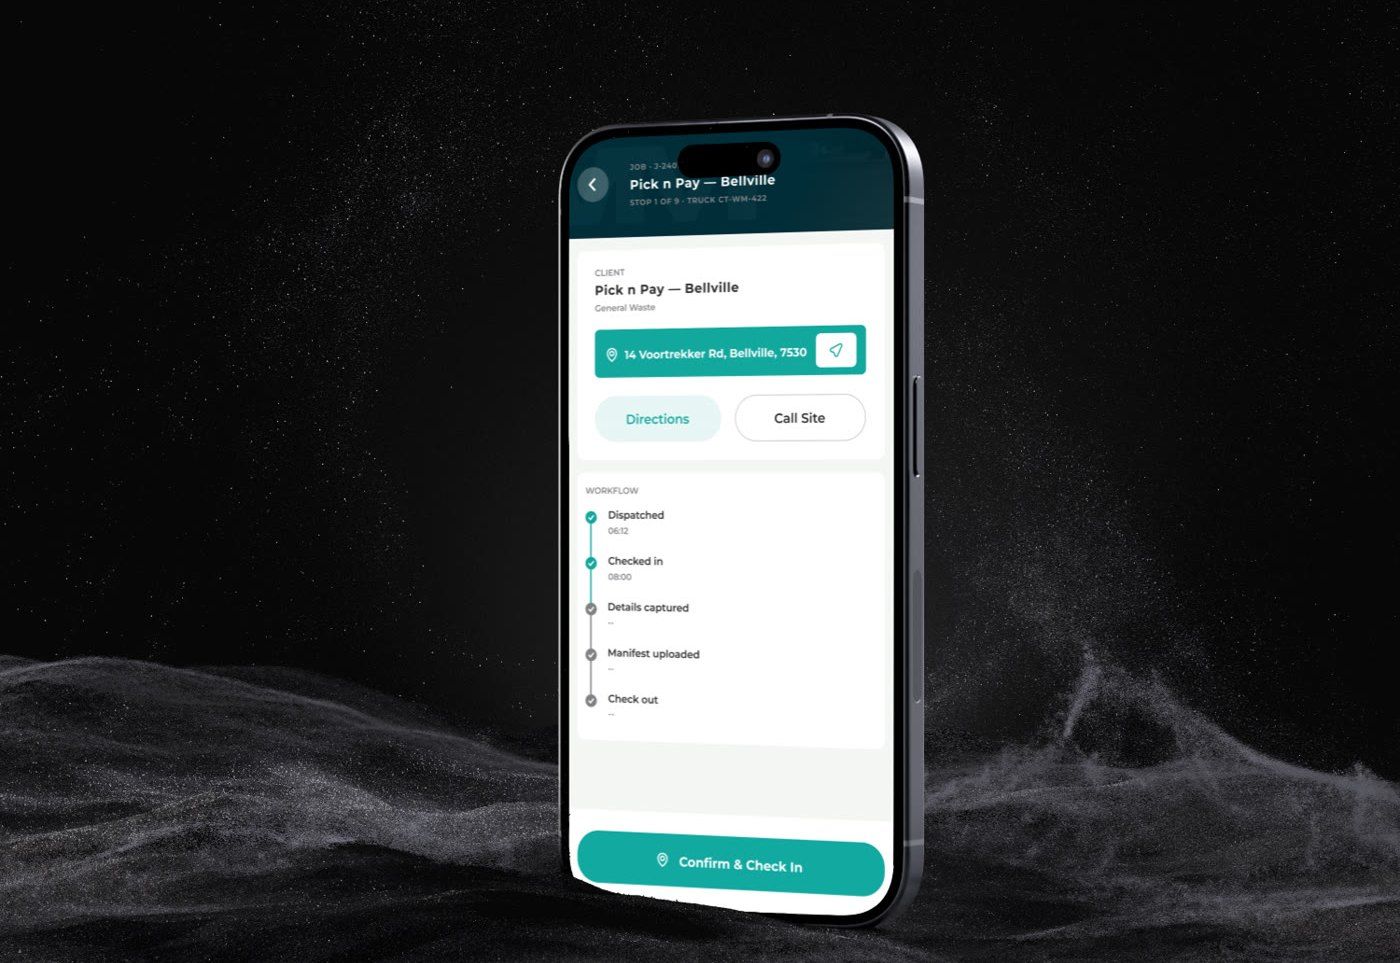 JOB - J-240
Pick n Pay — Bellville
STOP 1 OF 9 · TRUCK CT-WM-422
CLIENT
Pick n Pay — Bellville
General Waste
14 Voortrekker Rd, Bellville, 7530
Directions
Call Site
WORKFLOW
Dispatched
06:12
Checked in
08:00
Details captured
--
Manifest uploaded
--
Check out
--
Confirm & Check In